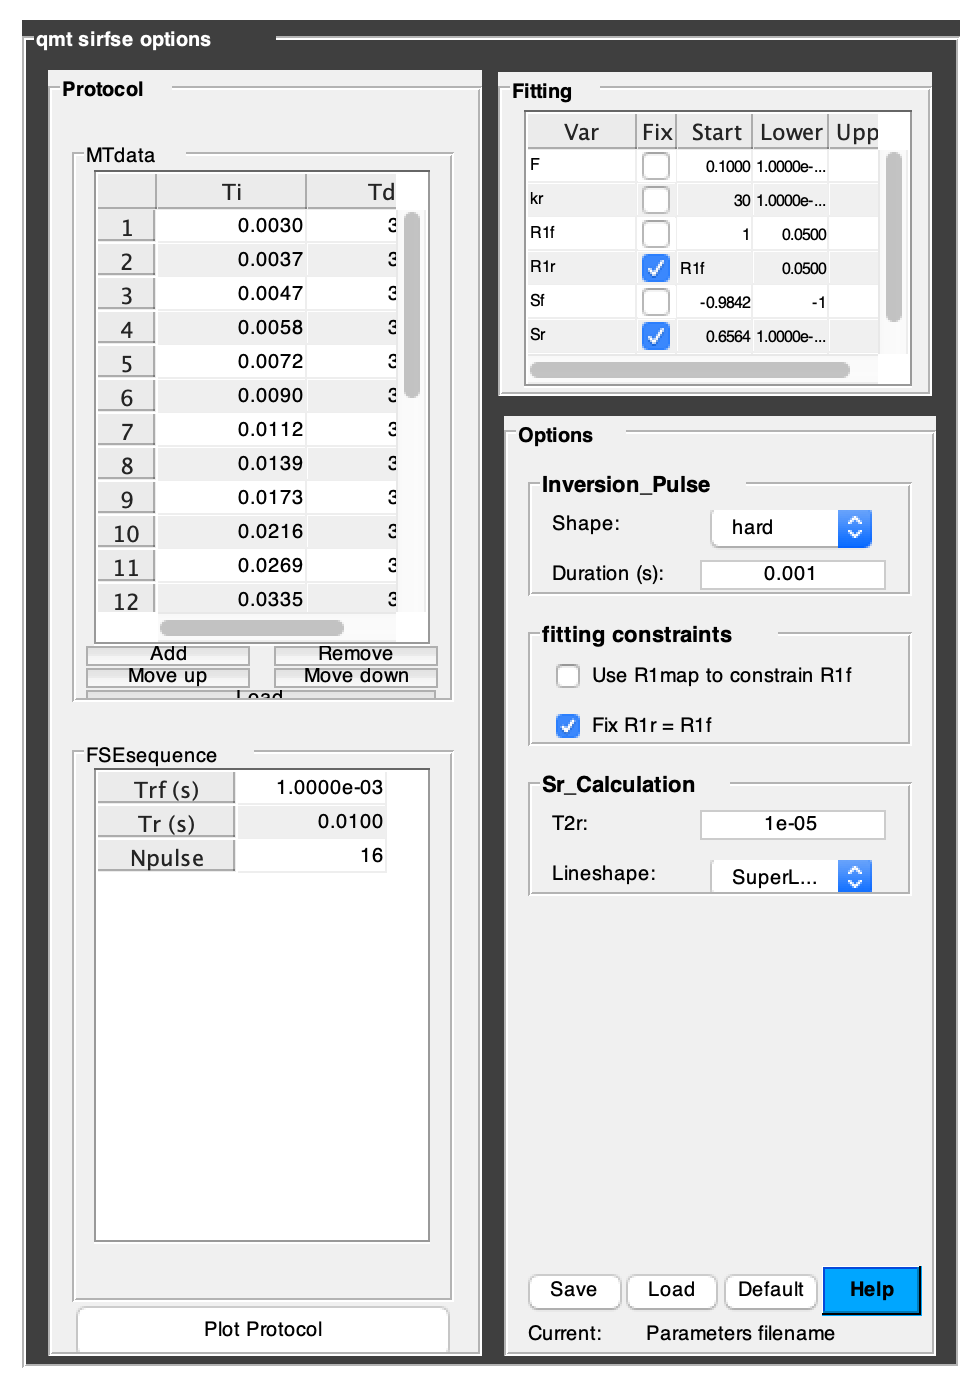 qmt sirfse options
Protocol
MTdata
Ti Td
1 0.0030 3
2 0.0037 3
3 0.0047 3
4 0.0058 3
5 0.0072 3
6 0.0090 3
7 0.0112 3
8 0.0139 3
9 0.0173 3
10 0.0216 3
11 0.0269 3
12 0.0335 3
Add Remove
Move up Move down
Load
FSEsequence
Trf (s) 1.0000e-03
Tr (s) 0.0100
Npulse 16
Plot Protocol
Fitting
Var Fix Start Lower Upp
F 0.1000 1.0000e-...
kr 30 1.0000e-...
R1f 1 0.0500
R1r R1f 0.0500
Sf -0.9842 -1
Sr 0.6564 1.0000e-...
Options
Inversion_Pulse
Shape: hard
Duration (s): 0.001
fitting constraints
Use R1map to constrain R1f
Fix R1r = R1f
Sr_Calculation
T2r: 1e-05
Lineshape: SuperL...
Save Load Default Help
Current: Parameters filename